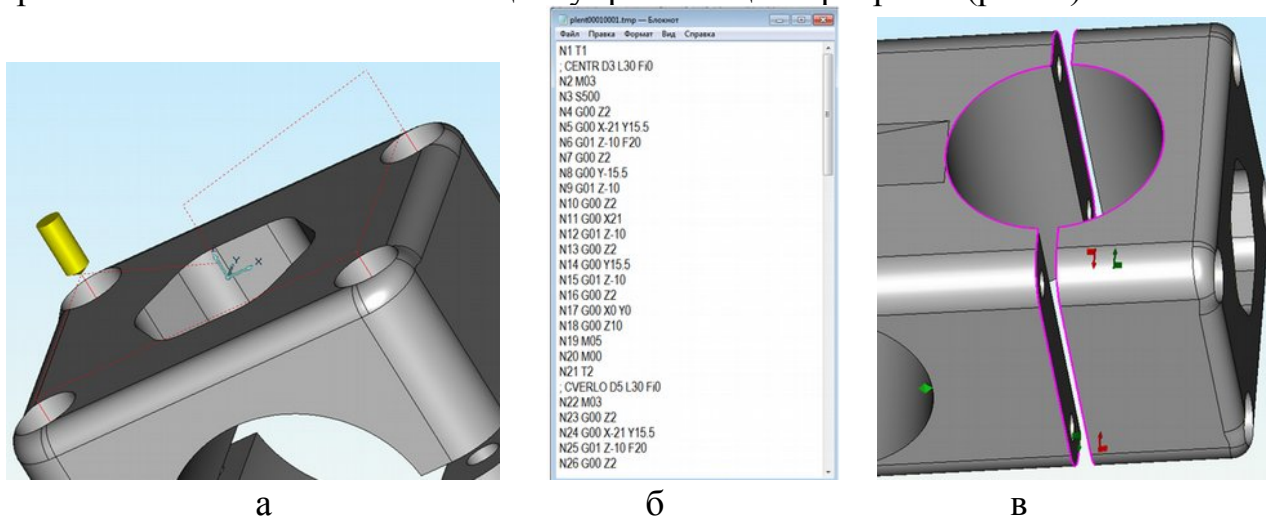 plent00010001.tmp — Блокнот
Файл Правка Формат Вид Справка
N1 T1
; CENTR D3 L30 Fi0
N2 M03
N3 S500
N4 G00 Z2
N5 G00 X-21 Y15.5
N6 G01 Z-10 F20
N7 G00 Z2
N8 G00 Y-15.5
N9 G01 Z-10
N10 G00 Z2
N11 G00 X21
N12 G01 Z-10
N13 G00 Z2
N14 G00 Y15.5
N15 G01 Z-10
N16 G00 Z2
N17 G00 X0 Y0
N18 G00 Z10
N19 M05
N20 M00
N21 T2
; CVERLO D5 L30 Fi0
N22 M03
N23 G00 Z2
N24 G00 X-21 Y15.5
N25 G01 Z-10 F20
N26 G00 Z2
Y X
а б в